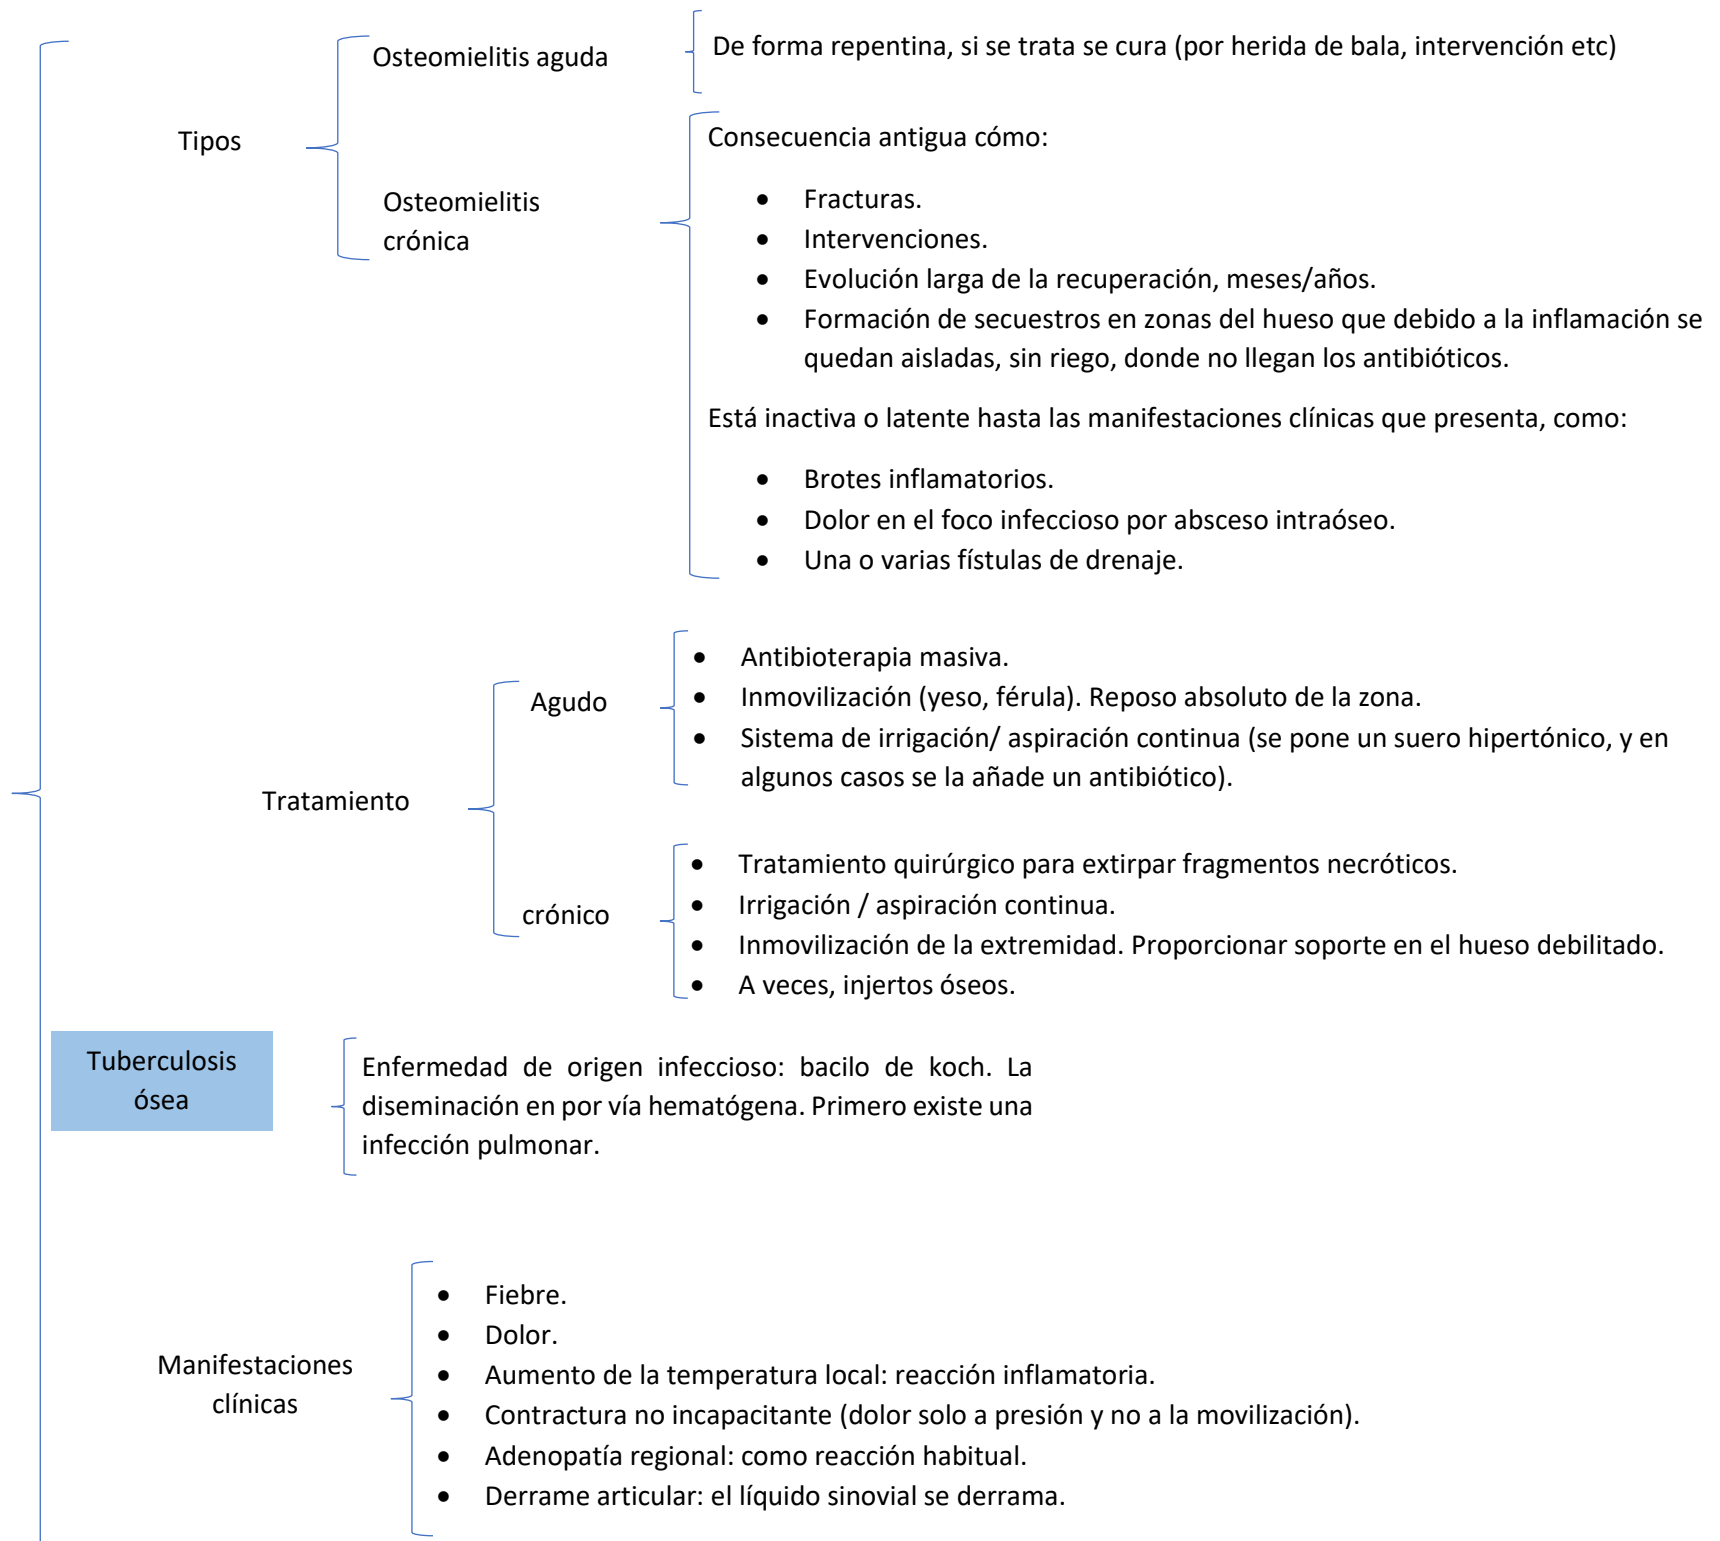 Osteomielitis aguda
De forma repentina, si se trata se cura (por herida de bala, intervención etc)
Tipos
Osteomielitis
crónica
Consecuencia antigua cómo:
• Fracturas.
• Intervenciones.
• Evolución larga de la recuperación, meses/años.
• Formación de secuestros en zonas del hueso que debido a la inflamación se
quedan aisladas, sin riego, donde no llegan los antibióticos.
Está inactiva o latente hasta las manifestaciones clínicas que presenta, como:
• Brotes inflamatorios.
• Dolor en el foco infeccioso por absceso intraóseo.
• Una o varias fístulas de drenaje.
Tratamiento
Agudo
• Antibioterapia masiva.
• Inmovilización (yeso, férula). Reposo absoluto de la zona.
• Sistema de irrigación/ aspiración continua (se pone un suero hipertónico, y en
algunos casos se la añade un antibiótico).
crónico
• Tratamiento quirúrgico para extirpar fragmentos necróticos.
• Irrigación / aspiración continua.
• Inmovilización de la extremidad. Proporcionar soporte en el hueso debilitado.
• A veces, injertos óseos.
Tuberculosis
ósea
Enfermedad de origen infeccioso: bacilo de koch. La
diseminación en por vía hematógena. Primero existe una
infección pulmonar.
Manifestaciones
clínicas
• Fiebre.
• Dolor.
• Aumento de la temperatura local: reacción inflamatoria.
• Contractura no incapacitante (dolor solo a presión y no a la movilización).
• Adenopatía regional: como reacción habitual.
• Derrame articular: el líquido sinovial se derrama.